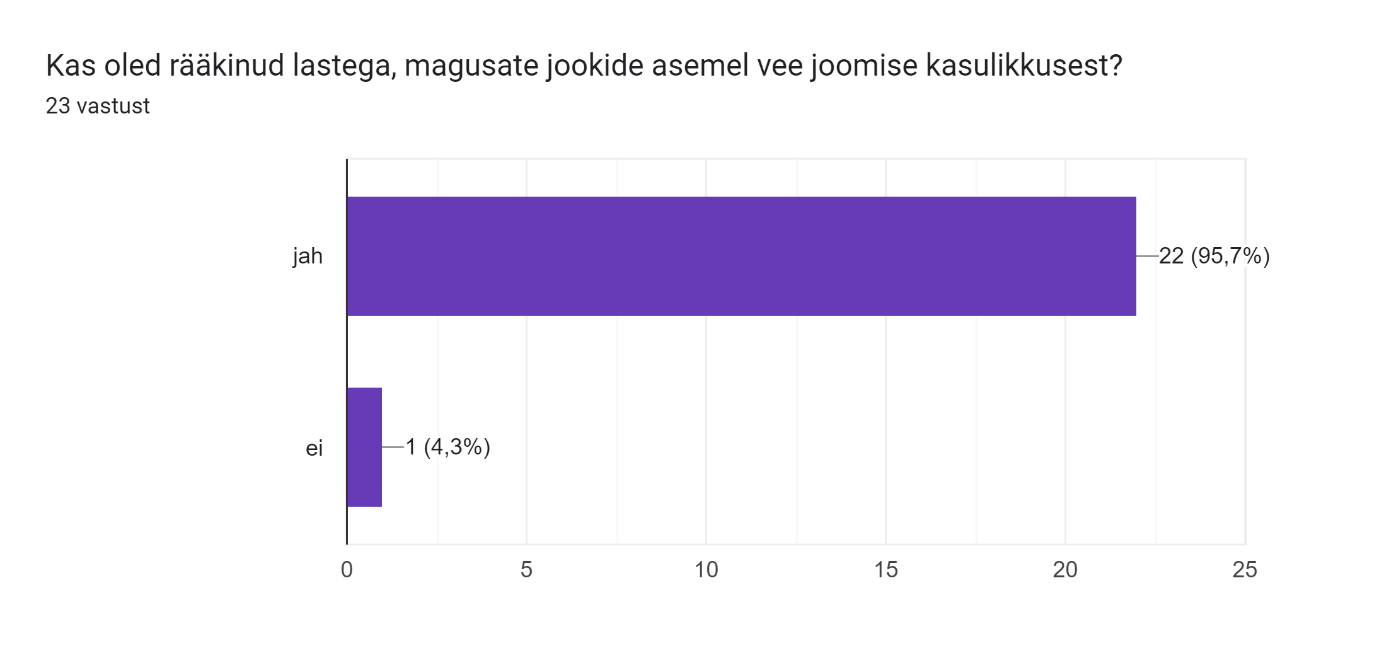 Kas oled rääkinud lastega, magusate jookide asemel vee joomise kasulikkusest?
23 vastust
jah
22 (95,7%)
ei
1 (4,3%)
0 5 10 15 20 25